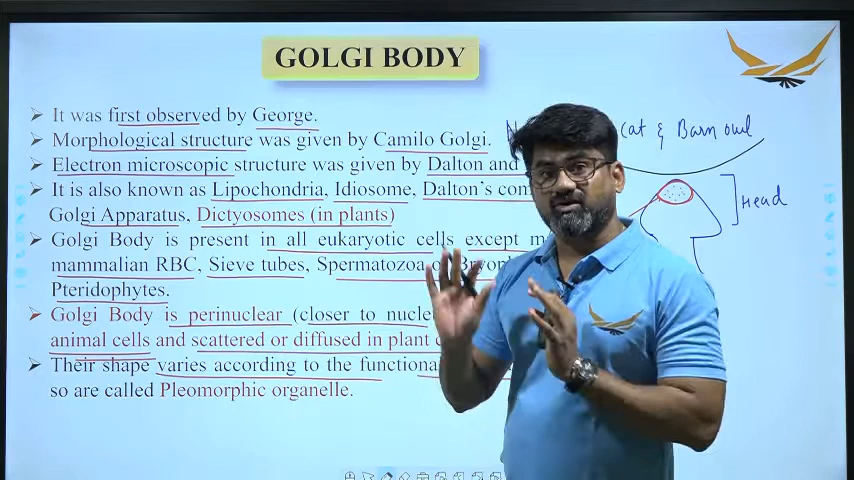 GOLGI BODY
It was first observed by George.
Morphological structure was given by Camilo Golgi.
cat & Barn owl
Electron microscopic structure was given by Dalton and
It is also known as Lipochondria, Idiosome, Dalton's com
Golgi Apparatus, Dictyosomes (in plants)
Head
Golgi Body is present in all eukaryotic cells except
mammalian RBC, Sieve tubes, Spermatozoa
Pteridophytes.
Golgi Body is perinuclear (closer to nucle
animal cells and scattered or diffused in plant
Their shape varies according to the functiona
so are called Pleomorphic organelle.